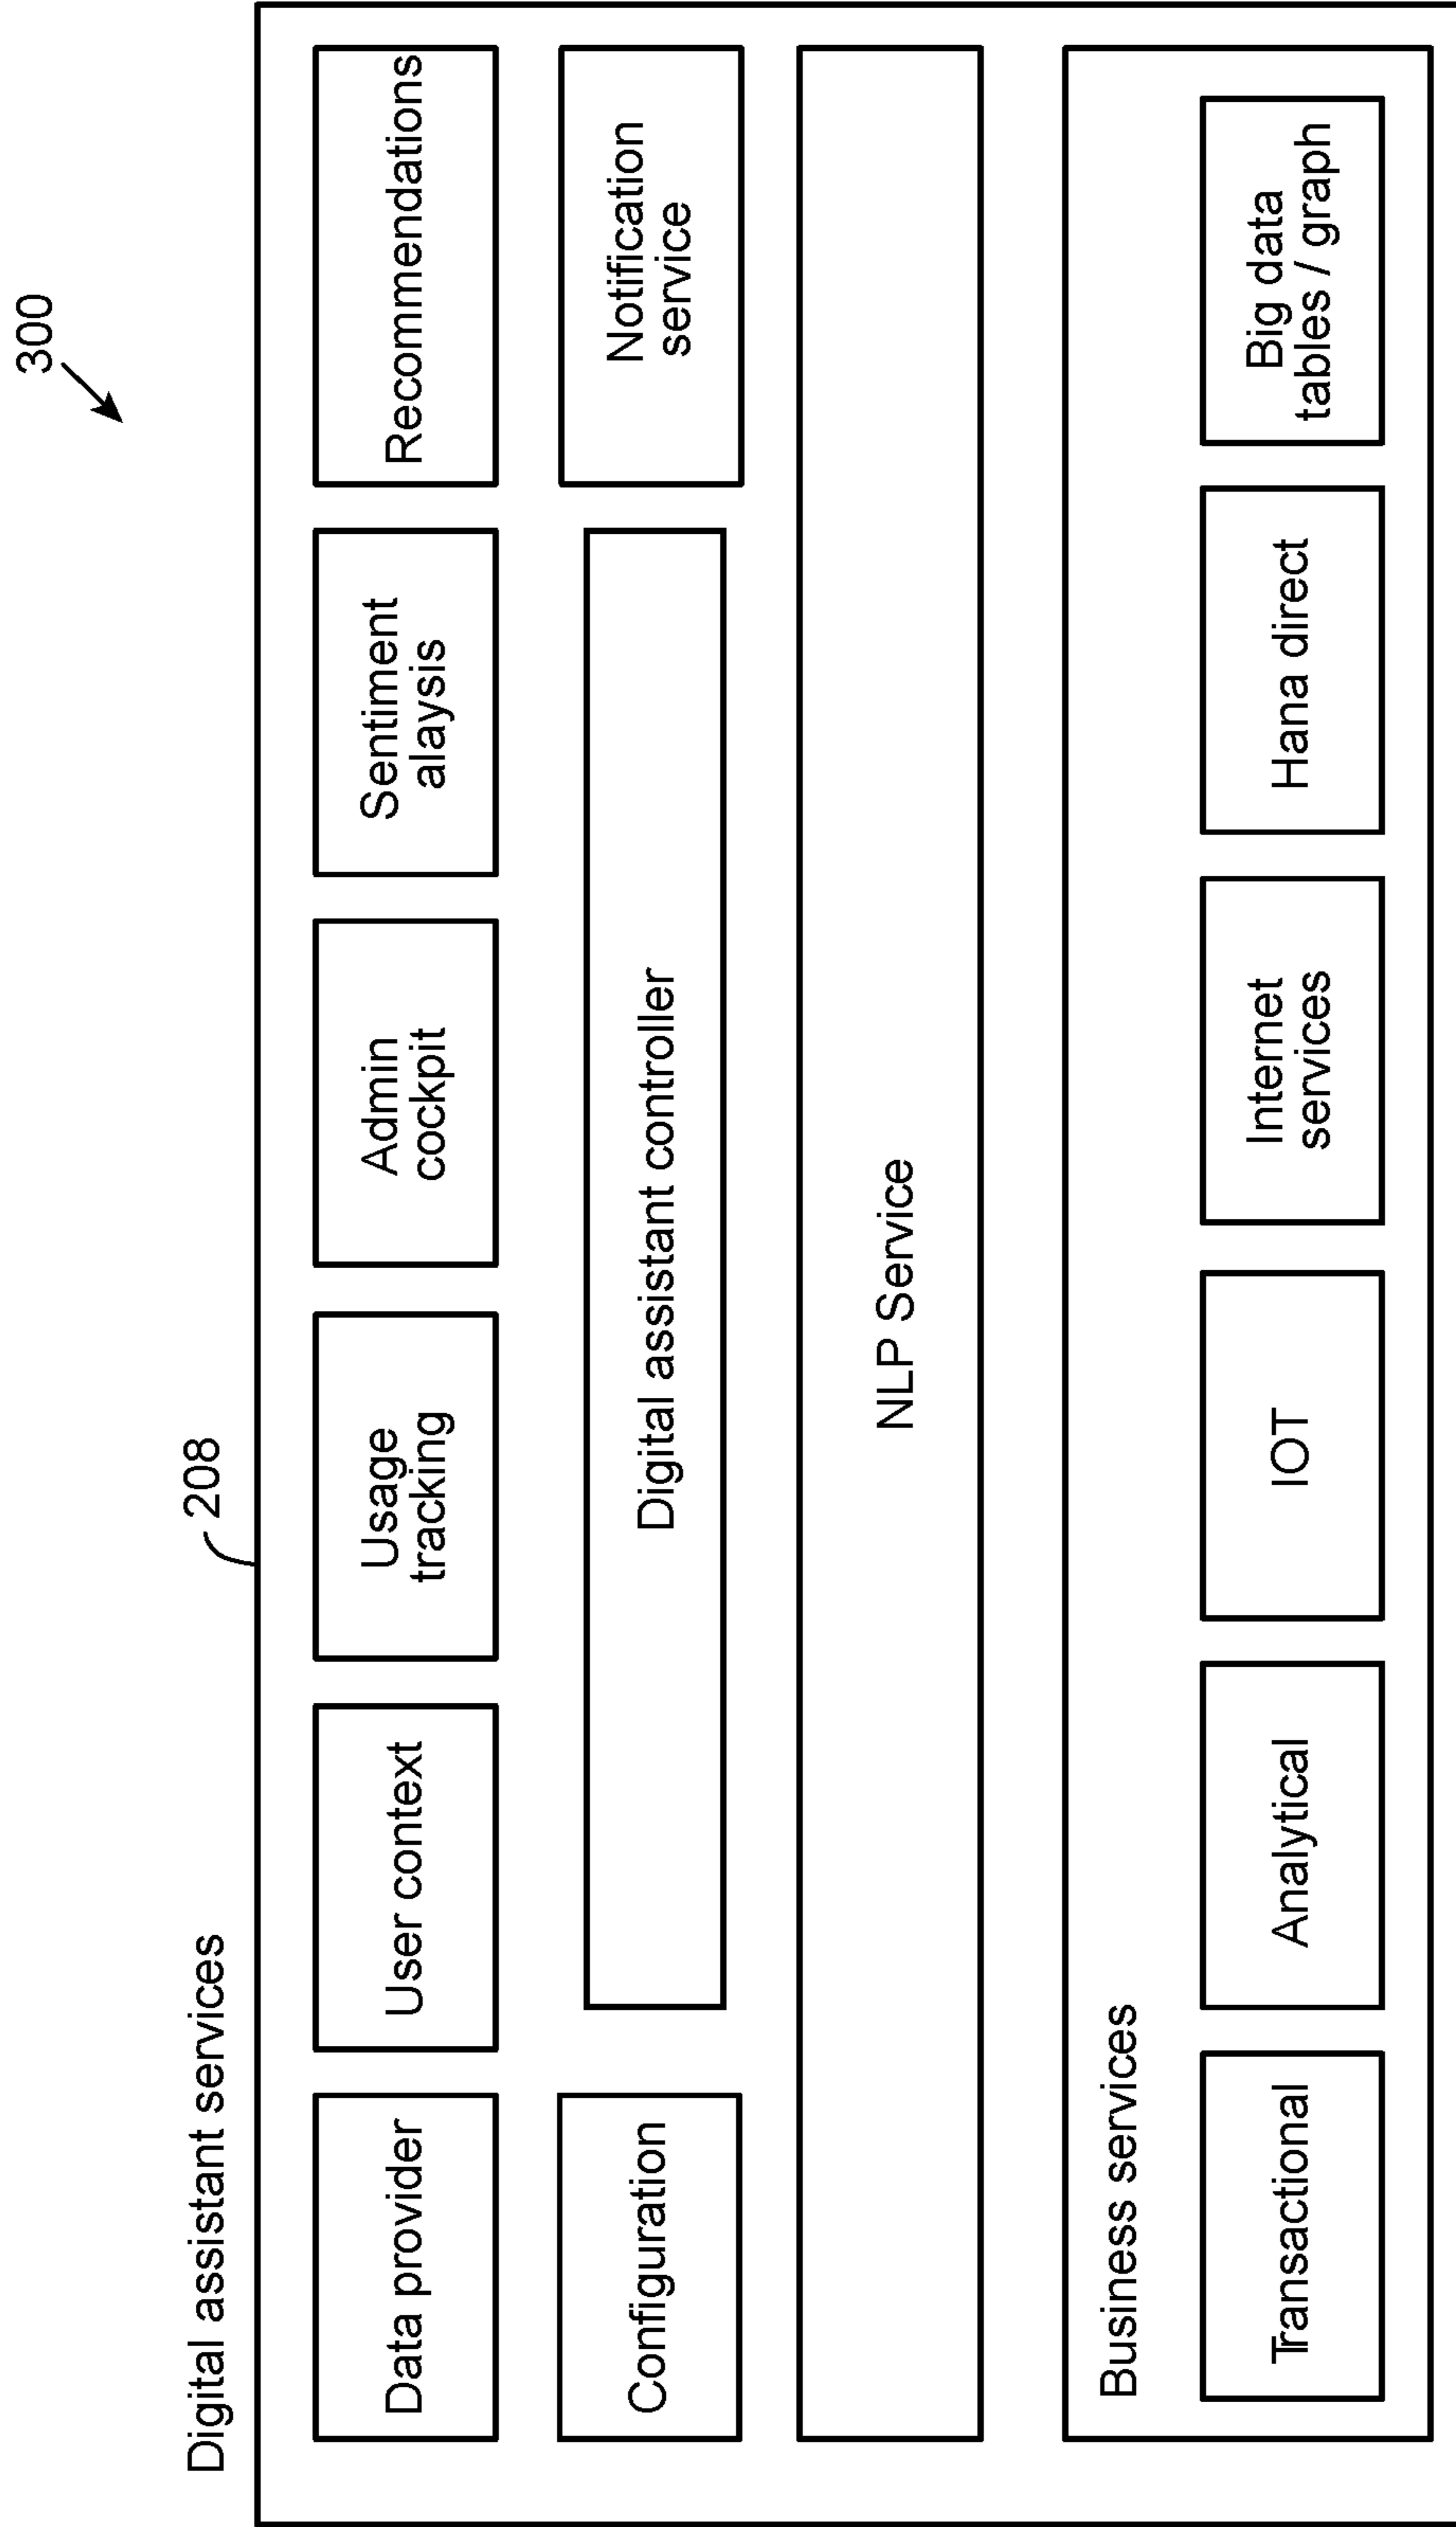 300
Digital assistant services
208
Data provider
User context
Usage
tracking
Admin
cockpit
Sentiment
alaysis
Recommendations
Configuration
Digital assistant controller
Notification
service
NLP Service
Business services
Transactional
Analytical
IOT
Internet
services
Hana direct
Big data
tables / graph